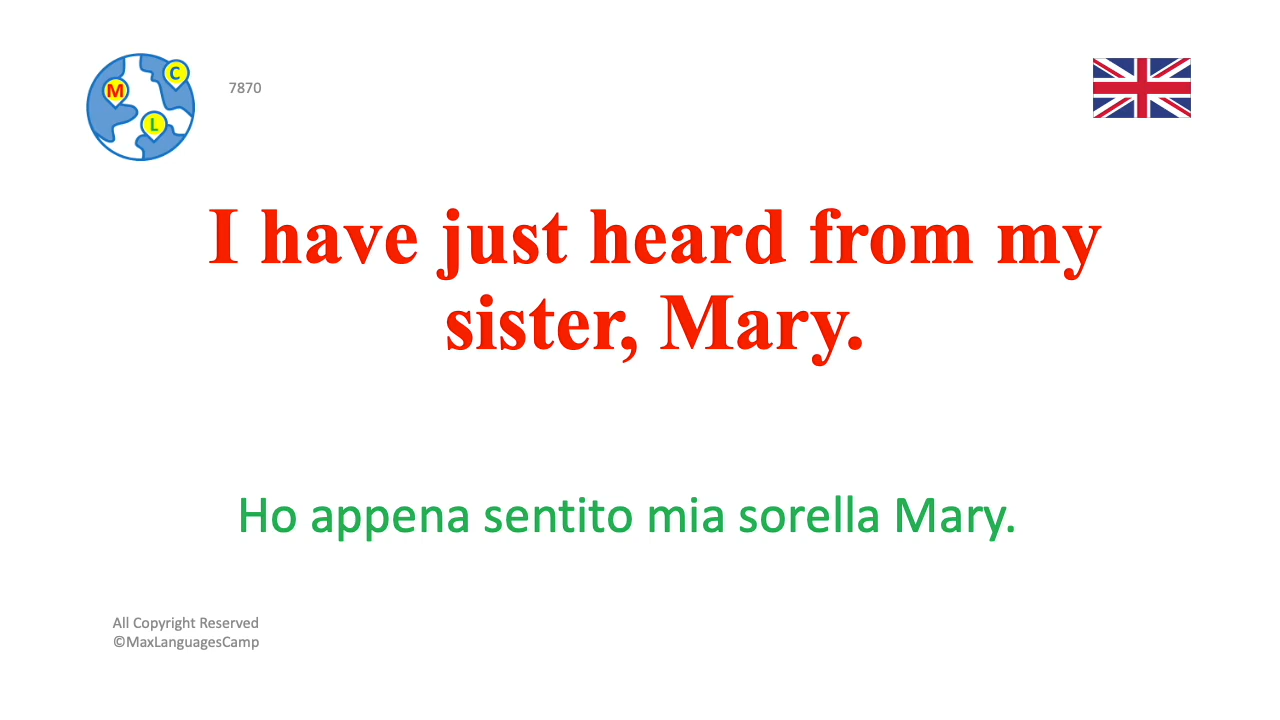 C
M
L
7870
I have just heard from my
sister, Mary.
Ho appena sentito mia sorella Mary.
All Copyright Reserved
©MaxLanguagesCamp